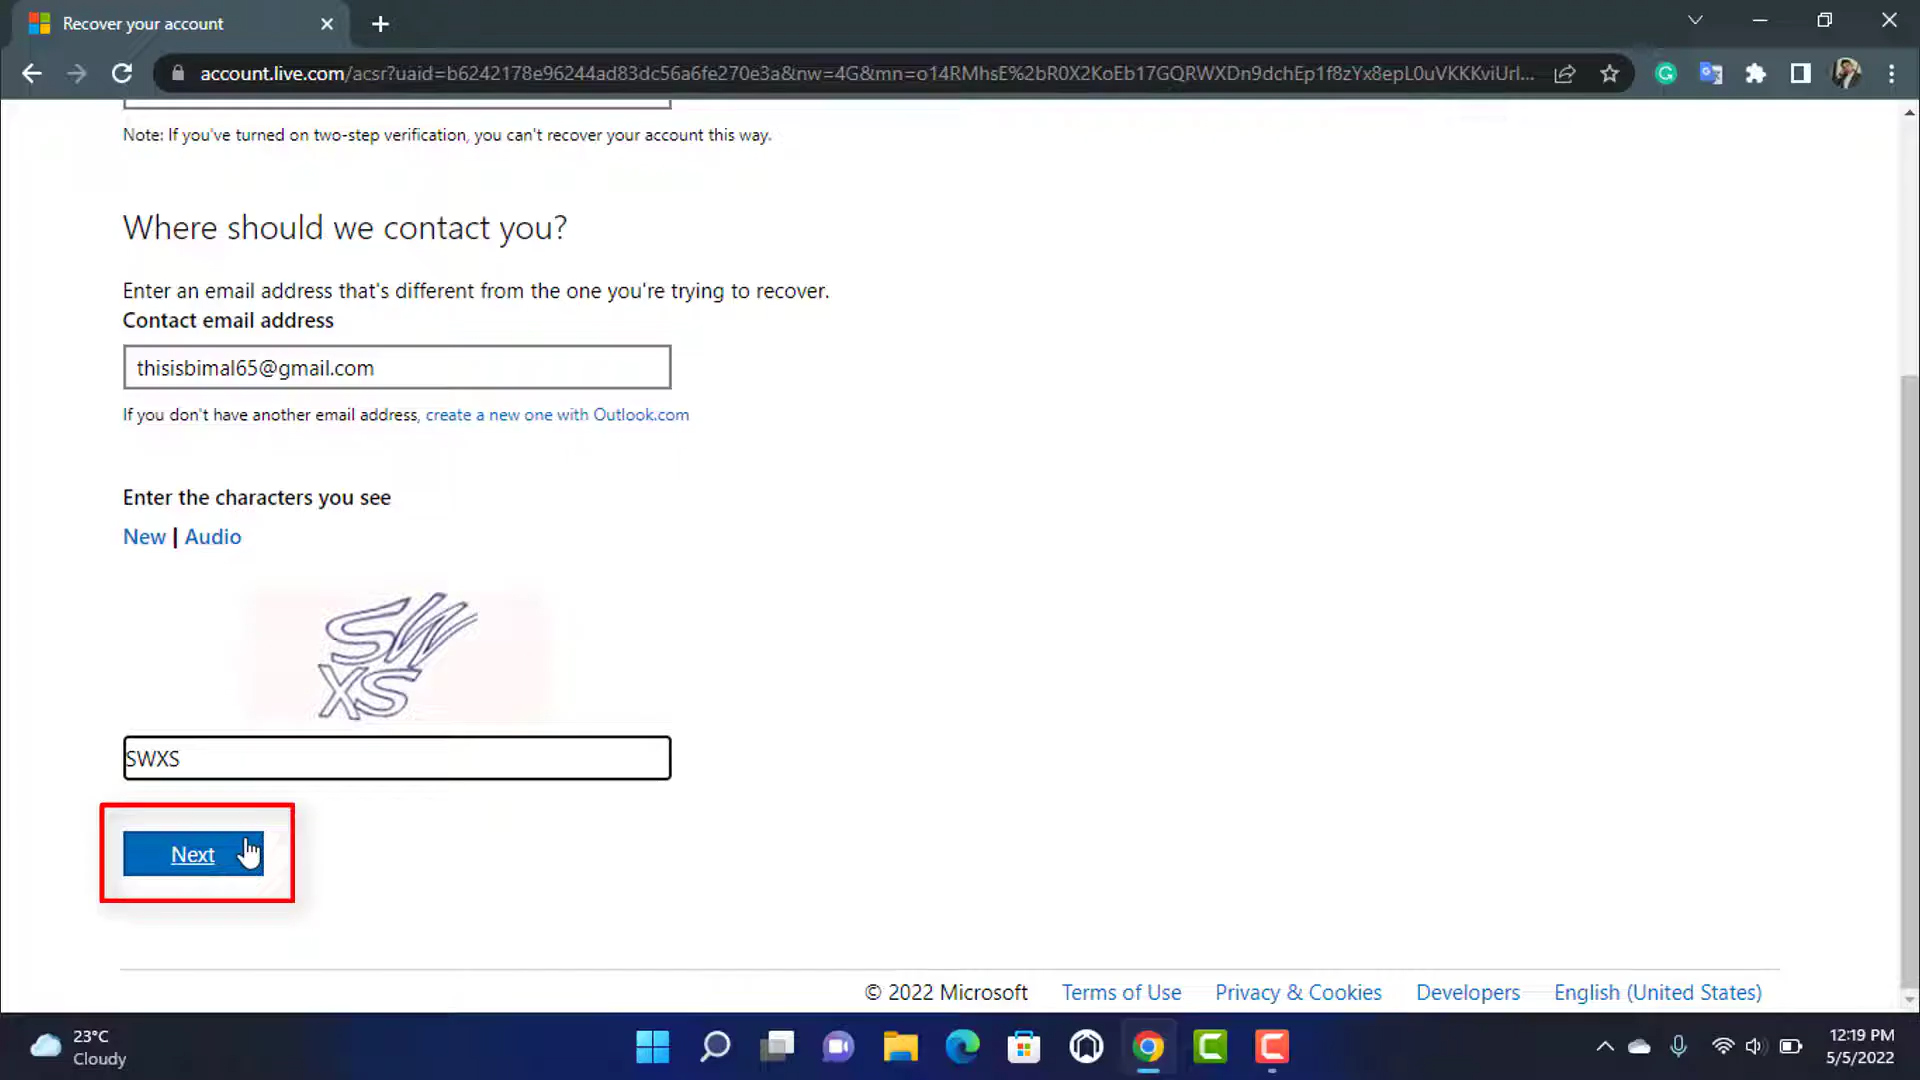 Recover your account
account.live.com/acsr?uaid=b6242178e96244ad83dc56a6fe270e3a&nw=4G&mn=o14RMhsE%2bR0X2KoEb17GQRWXDn9dchEp1f8zYx8epL0uVKKKviUrl...
Note: If you've turned on two-step verification, you can't recover your account this way.
Where should we contact you?
Enter an email address that's different from the one you're trying to recover.
Contact email address
thisisbimal65@gmail.com
If you don't have another email address, create a new one with Outlook.com
Enter the characters you see
New | Audio
SW
XS
SWXS
Next
© 2022 Microsoft Terms of Use Privacy & Cookies Developers English (United States)
23°C
Cloudy
12:19 PM
5/5/2022